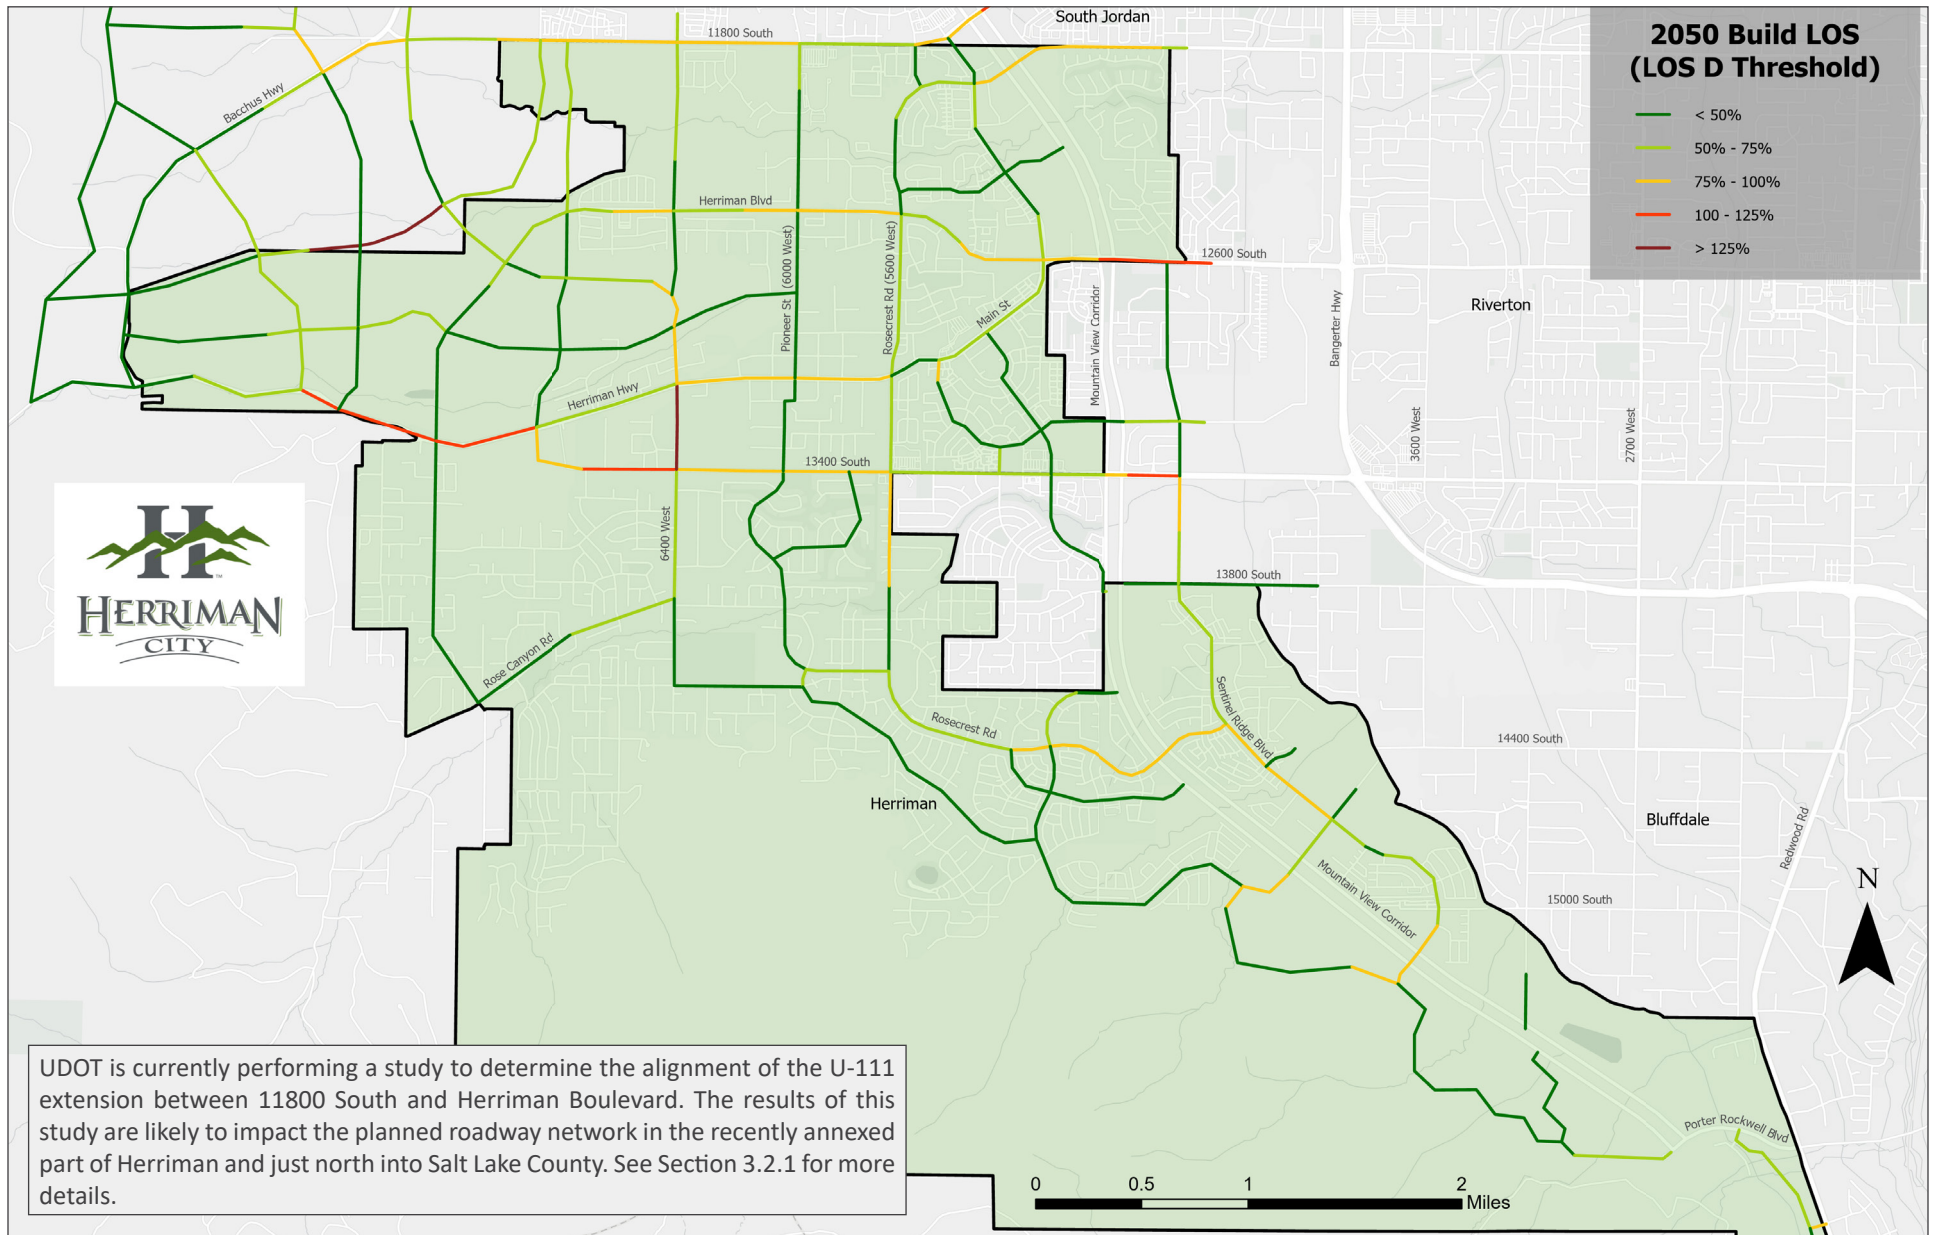 South Jordan
2050 Build LOS
(LOS D Threshold)
< 50%
50% - 75%
75% - 100%
100 - 125%
> 125%
11800 South
Bacchus Hwy
Herriman Blvd
12600 South
Pioneer St (6000 West)
Rosecrest Rd (5600 West)
Main St
Mountain View Corridor
Bangerter Hwy
Riverton
Herriman Hwy
3600 West
2700 West
13400 South
6400 West
HERRIMAN
CITY
H
TM
13800 South
Rose Canyon Rd
Rosecrest Rd
Sentinel Ridge Blvd
14400 South
Herriman
Bluffdale
Redwood Rd
Mountain View Corridor
15000 South
N
Porter Rockwell Blvd
UDOT is currently performing a study to determine the alignment of the U-111
extension between 11800 South and Herriman Boulevard. The results of this
study are likely to impact the planned roadway network in the recently annexed
part of Herriman and just north into Salt Lake County. See Section 3.2.1 for more
details.
0 0.5 1 2
Miles